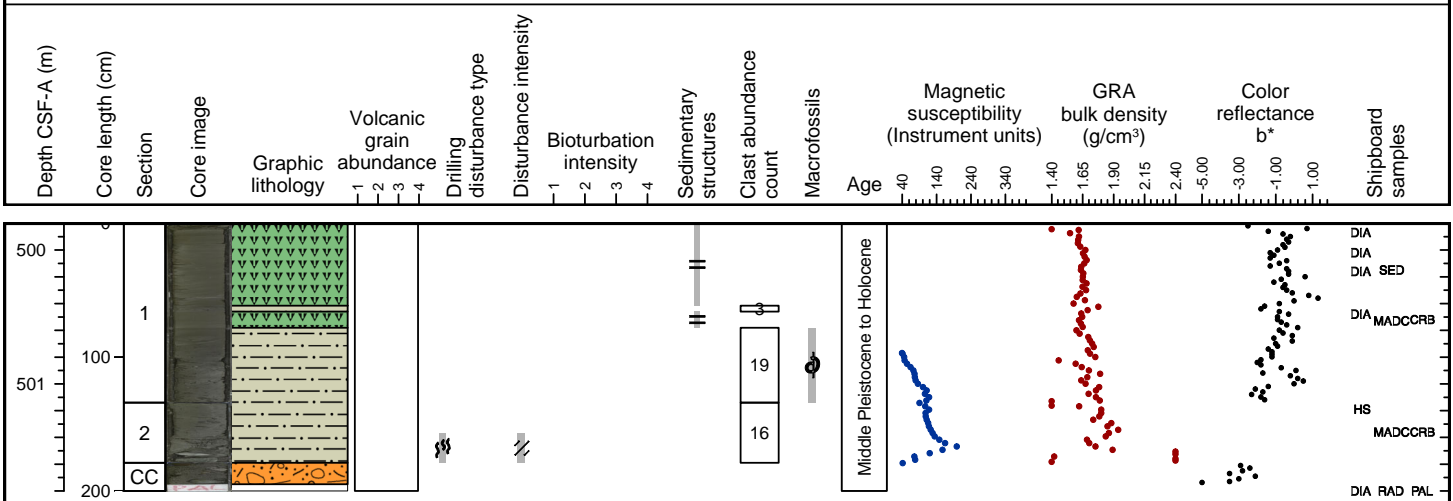 Depth CSF-A (m)
Core length (cm)
Section
Core image
Graphic
lithology
Volcanic
grain
abundance
1 2 3 4
Drilling
disturbance type
Disturbance intensity
Bioturbation
intensity
1 2 3 4
Sedimentary
structures
Clast abundance
count
Macrofossils
Age
Magnetic
susceptibility
(Instrument units)
40 140 240 340
GRA
bulk density
(g/cm³)
1.40 1.65 1.90 2.15 2.40
Color
reflectance
b*
-5.00 -3.00 -1.00 1.00
Shipboard
samples
500
501
0
100
200
1
2
CC
PAL
3
19
16
Middle Pleistocene to Holocene
DIA
DIA
DIA SED
DIA MADCCRB
HS
MADCCRB
DIA RAD PAL